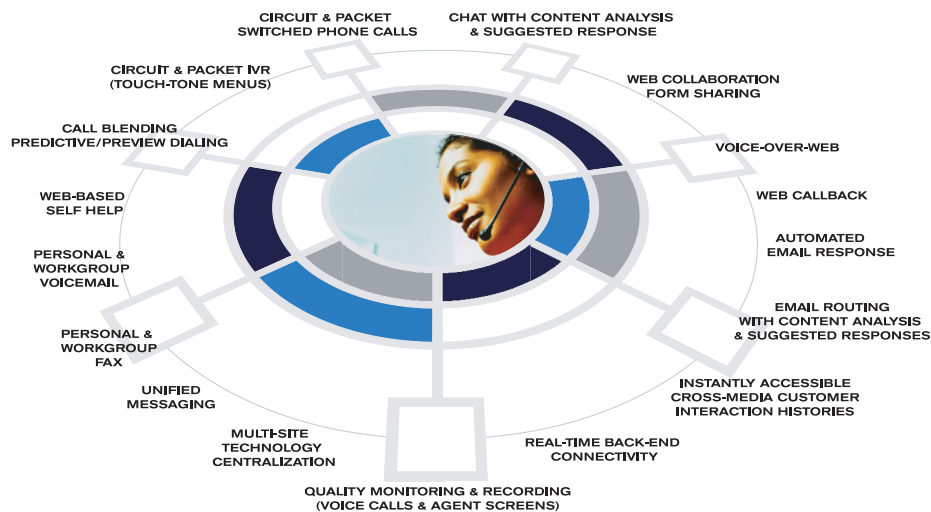 CIRCUIT & PACKET
SWITCHED PHONE CALLS
CHAT WITH CONTENT ANALYSIS
& SUGGESTED RESPONSE
CIRCUIT & PACKET IVR
(TOUCH-TONE MENUS)
WEB COLLABORATION
FORM SHARING
CALL BLENDING
PREDICTIVE/PREVIEW DIALING
VOICE-OVER-WEB
WEB-BASED
SELF HELP
WEB CALLBACK
PERSONAL &
WORKGROUP
VOICEMAIL
AUTOMATED
EMAIL RESPONSE
PERSONAL &
WORKGROUP
FAX
EMAIL ROUTING
WITH CONTENT ANALYSIS
& SUGGESTED RESPONSES
UNIFIED
MESSAGING
INSTANTLY ACCESSIBLE
CROSS-MEDIA CUSTOMER
INTERACTION HISTORIES
MULTI-SITE
TECHNOLOGY
CENTRALIZATION
REAL-TIME BACK-END
CONNECTIVITY
QUALITY MONITORING & RECORDING
(VOICE CALLS & AGENT SCREENS)